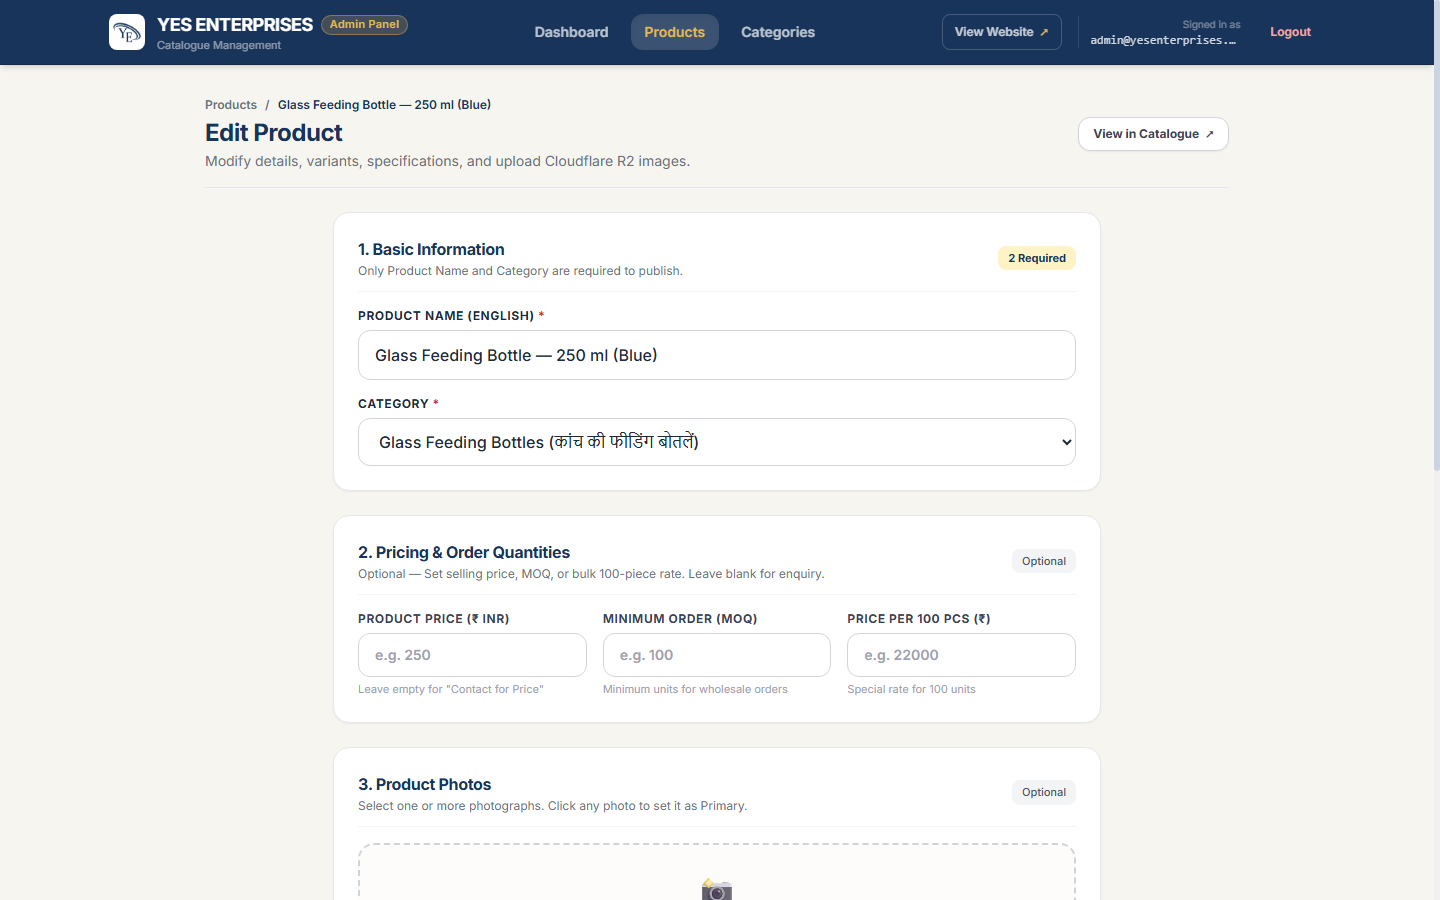 YES ENTERPRISES Admin Panel
Catalogue Management
Dashboard Products Categories
View Website ↗
Signed in as
admin@yesenterprises.…
Logout
Products / Glass Feeding Bottle — 250 ml (Blue)
Edit Product
View in Catalogue ↗
Modify details, variants, specifications, and upload Cloudflare R2 images.
1. Basic Information
Only Product Name and Category are required to publish.
2 Required
PRODUCT NAME (ENGLISH) *
Glass Feeding Bottle — 250 ml (Blue)
CATEGORY *
Glass Feeding Bottles (कांच की फीडिंग बोतलें)
2. Pricing & Order Quantities
Optional — Set selling price, MOQ, or bulk 100-piece rate. Leave blank for enquiry.
Optional
PRODUCT PRICE (₹ INR) MINIMUM ORDER (MOQ) PRICE PER 100 PCS (₹)
e.g. 250 e.g. 100 e.g. 22000
Leave empty for "Contact for Price" Minimum units for wholesale orders Special rate for 100 units
3. Product Photos
Select one or more photographs. Click any photo to set it as Primary.
Optional